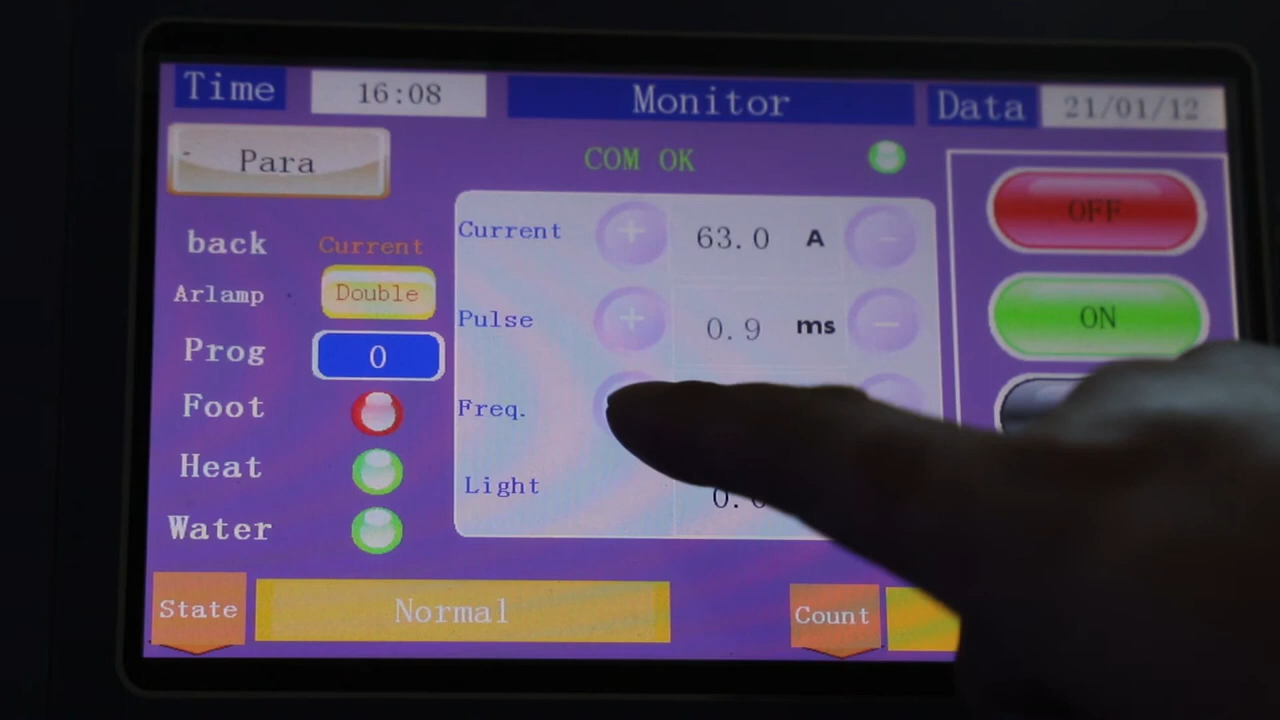 Time 16:08 Monitor Data 21/01/12
Para
COM OK
OFF
back Current
Current + 63.0 A -
Arlamp Double
Pulse + 0.9 ms -
ON
Prog 0
Foot
Freq.
Heat
Light
Water
State Normal Count